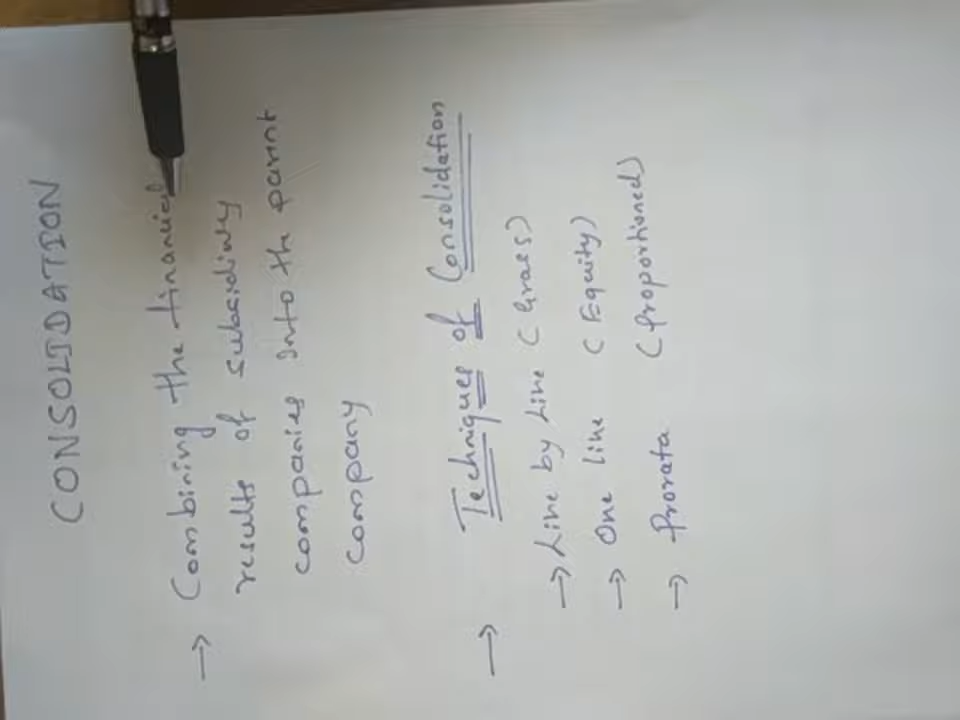 CONSOLIDATION
→ Combining the financial
results of subsidiary
companies into the parent
company
→ Techniques of Consolidation
→ Line by Line (Gross)
→ One line (Equity)
→ Prorata (Proportioned)